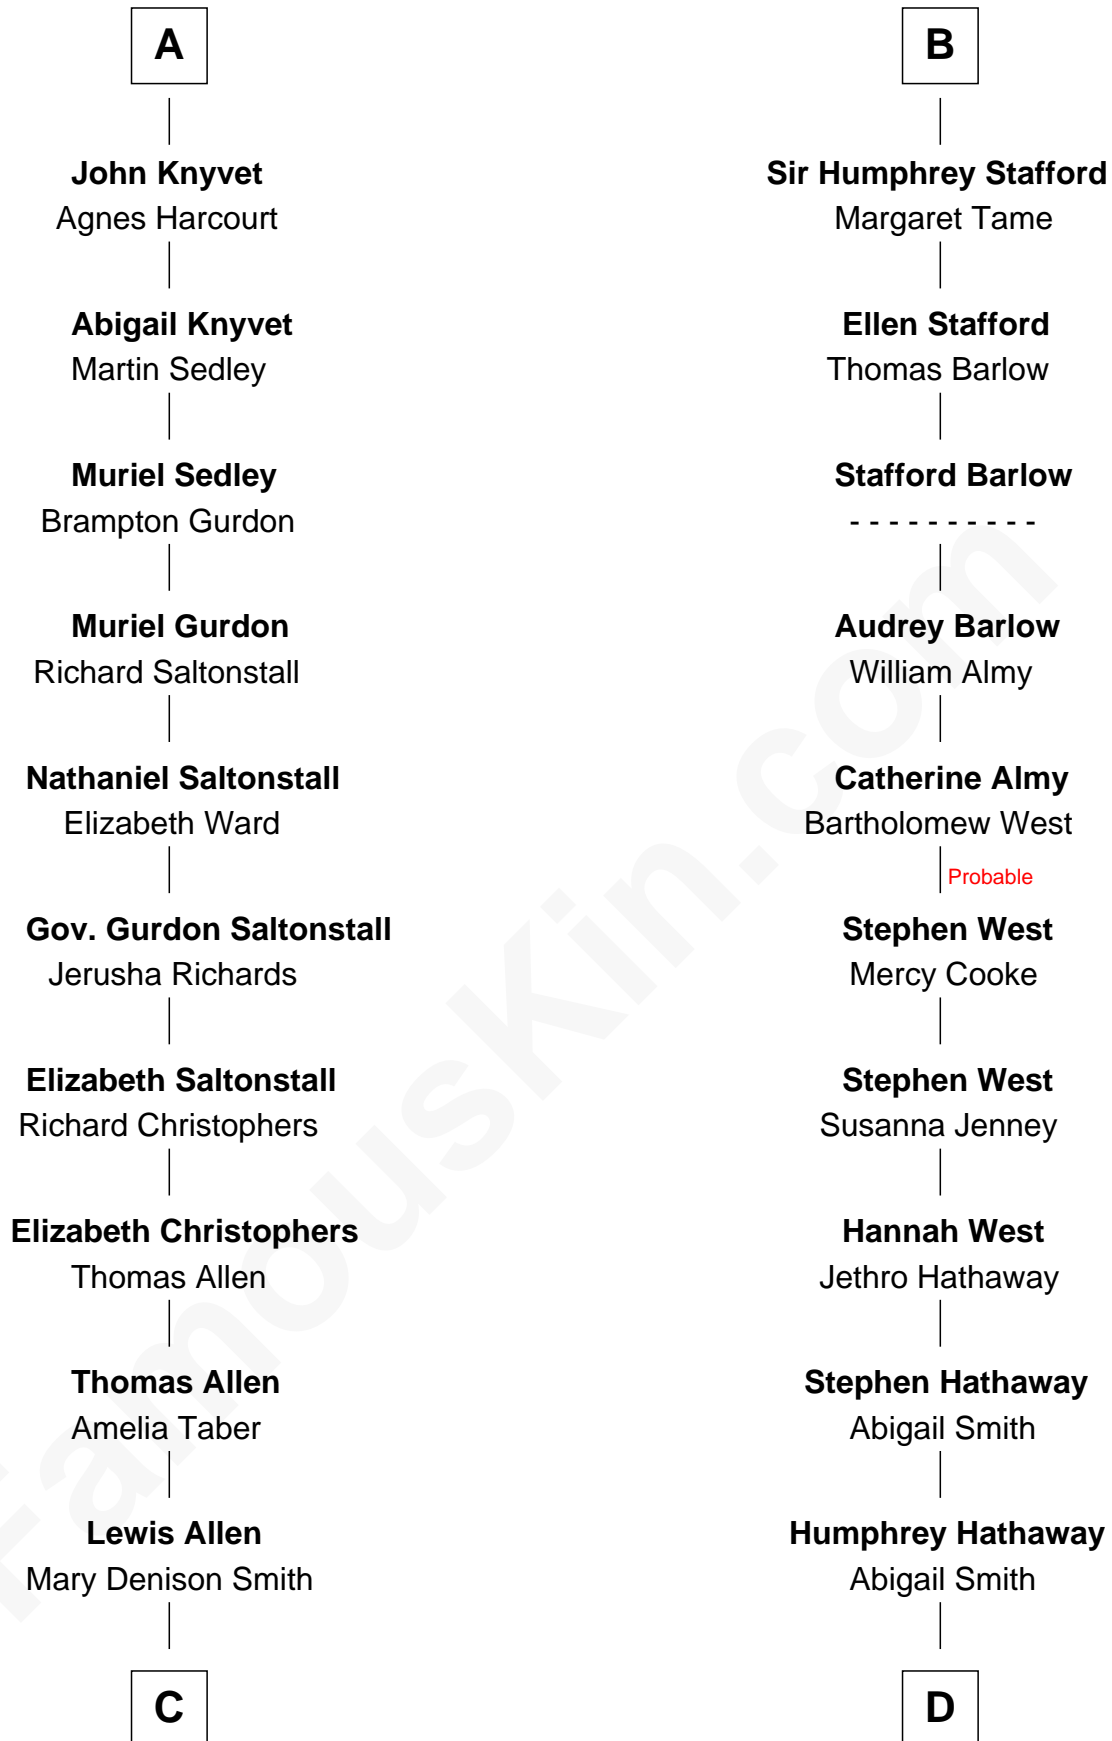 A
John Knyvet
Agnes Harcourt
Abigail Knyvet
Martin Sedley
Muriel Sedley
Brampton Gurdon
Muriel Gurdon
Richard Saltonstall
Nathaniel Saltonstall
Elizabeth Ward
Gov. Gurdon Saltonstall
Jerusha Richards
Elizabeth Saltonstall
Richard Christophers
Elizabeth Christophers
Thomas Allen
Thomas Allen
Amelia Taber
Lewis Allen
Mary Denison Smith
C
B
Sir Humphrey Stafford
Margaret Tame
Ellen Stafford
Thomas Barlow
Stafford Barlow
- - - - - - - - - -
Audrey Barlow
William Almy
Catherine Almy
Bartholomew West
Probable
Stephen West
Mercy Cooke
Stephen West
Susanna Jenney
Hannah West
Jethro Hathaway
Stephen Hathaway
Abigail Smith
Humphrey Hathaway
Abigail Smith
D
FamousKin.com